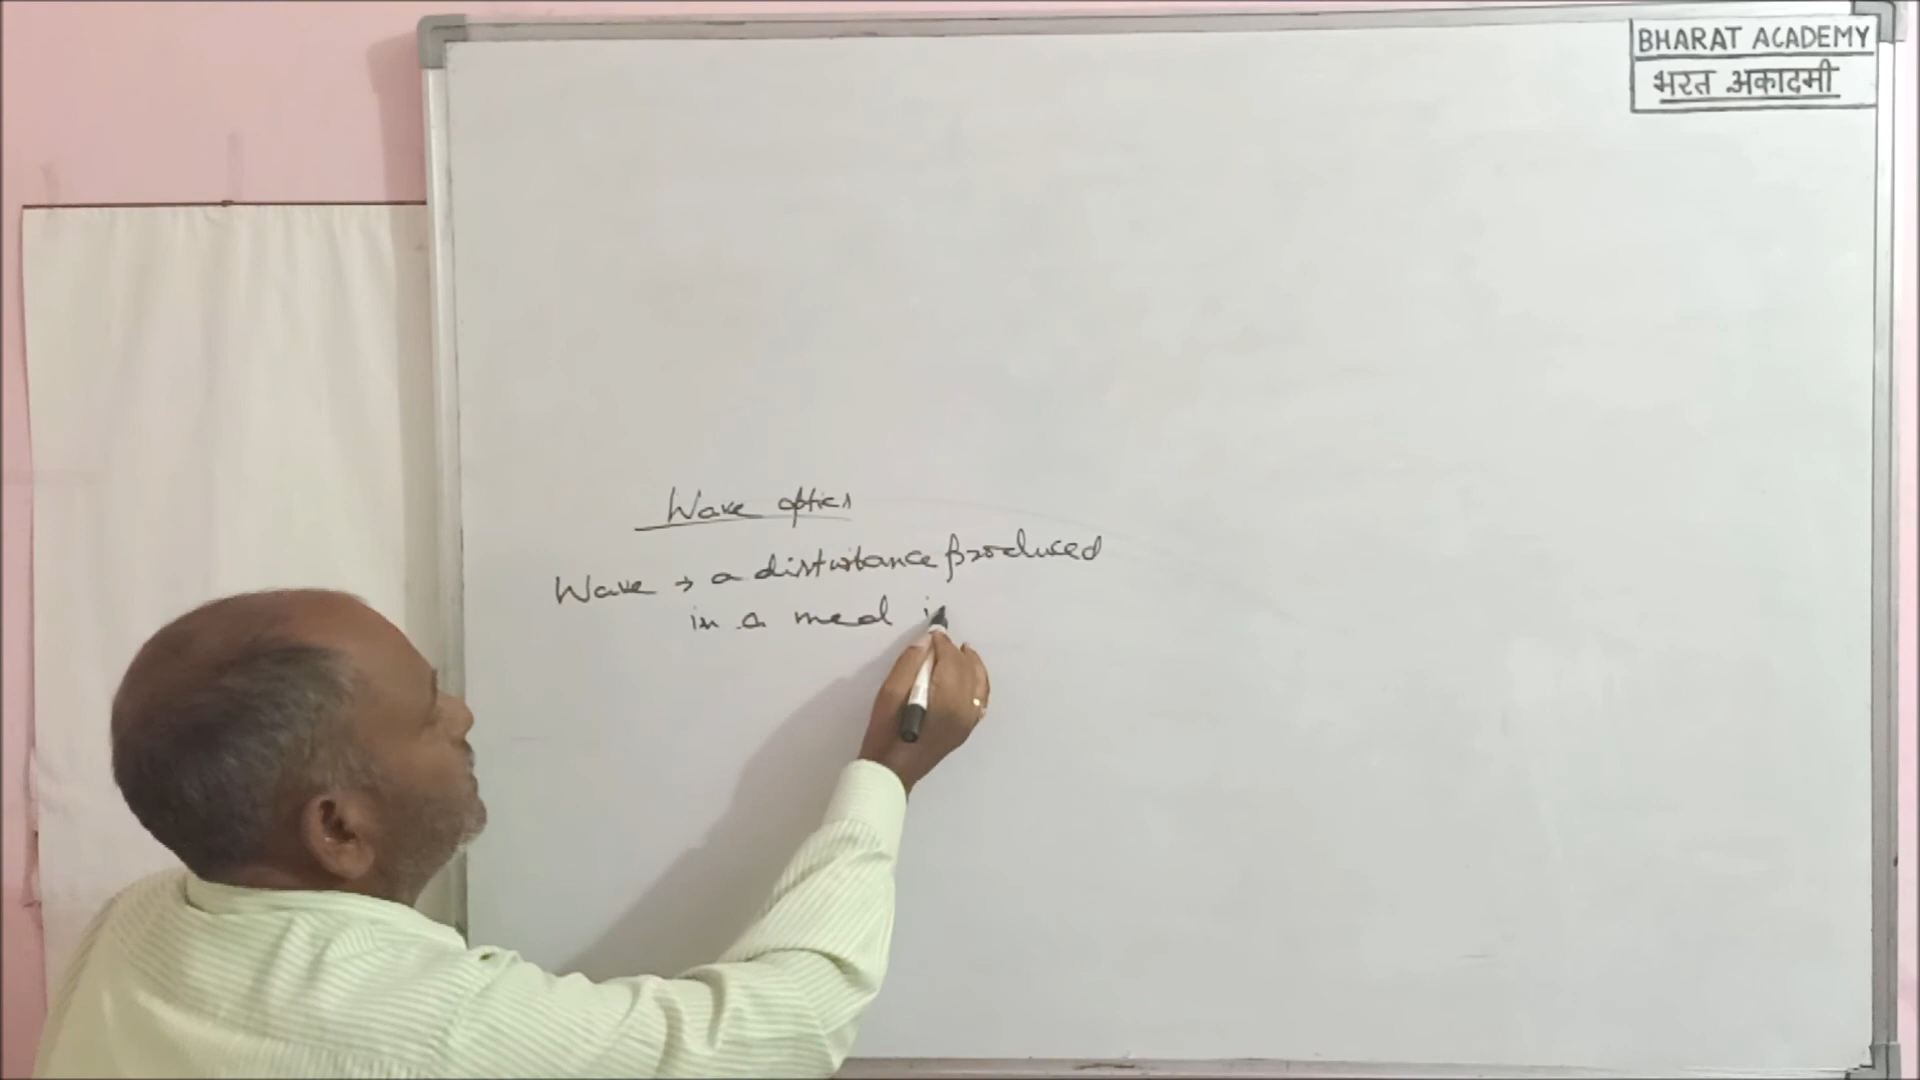 BHARAT ACADEMY
भरत अकादमी
Wave optics
Wave → a disturbance produced
in a med i